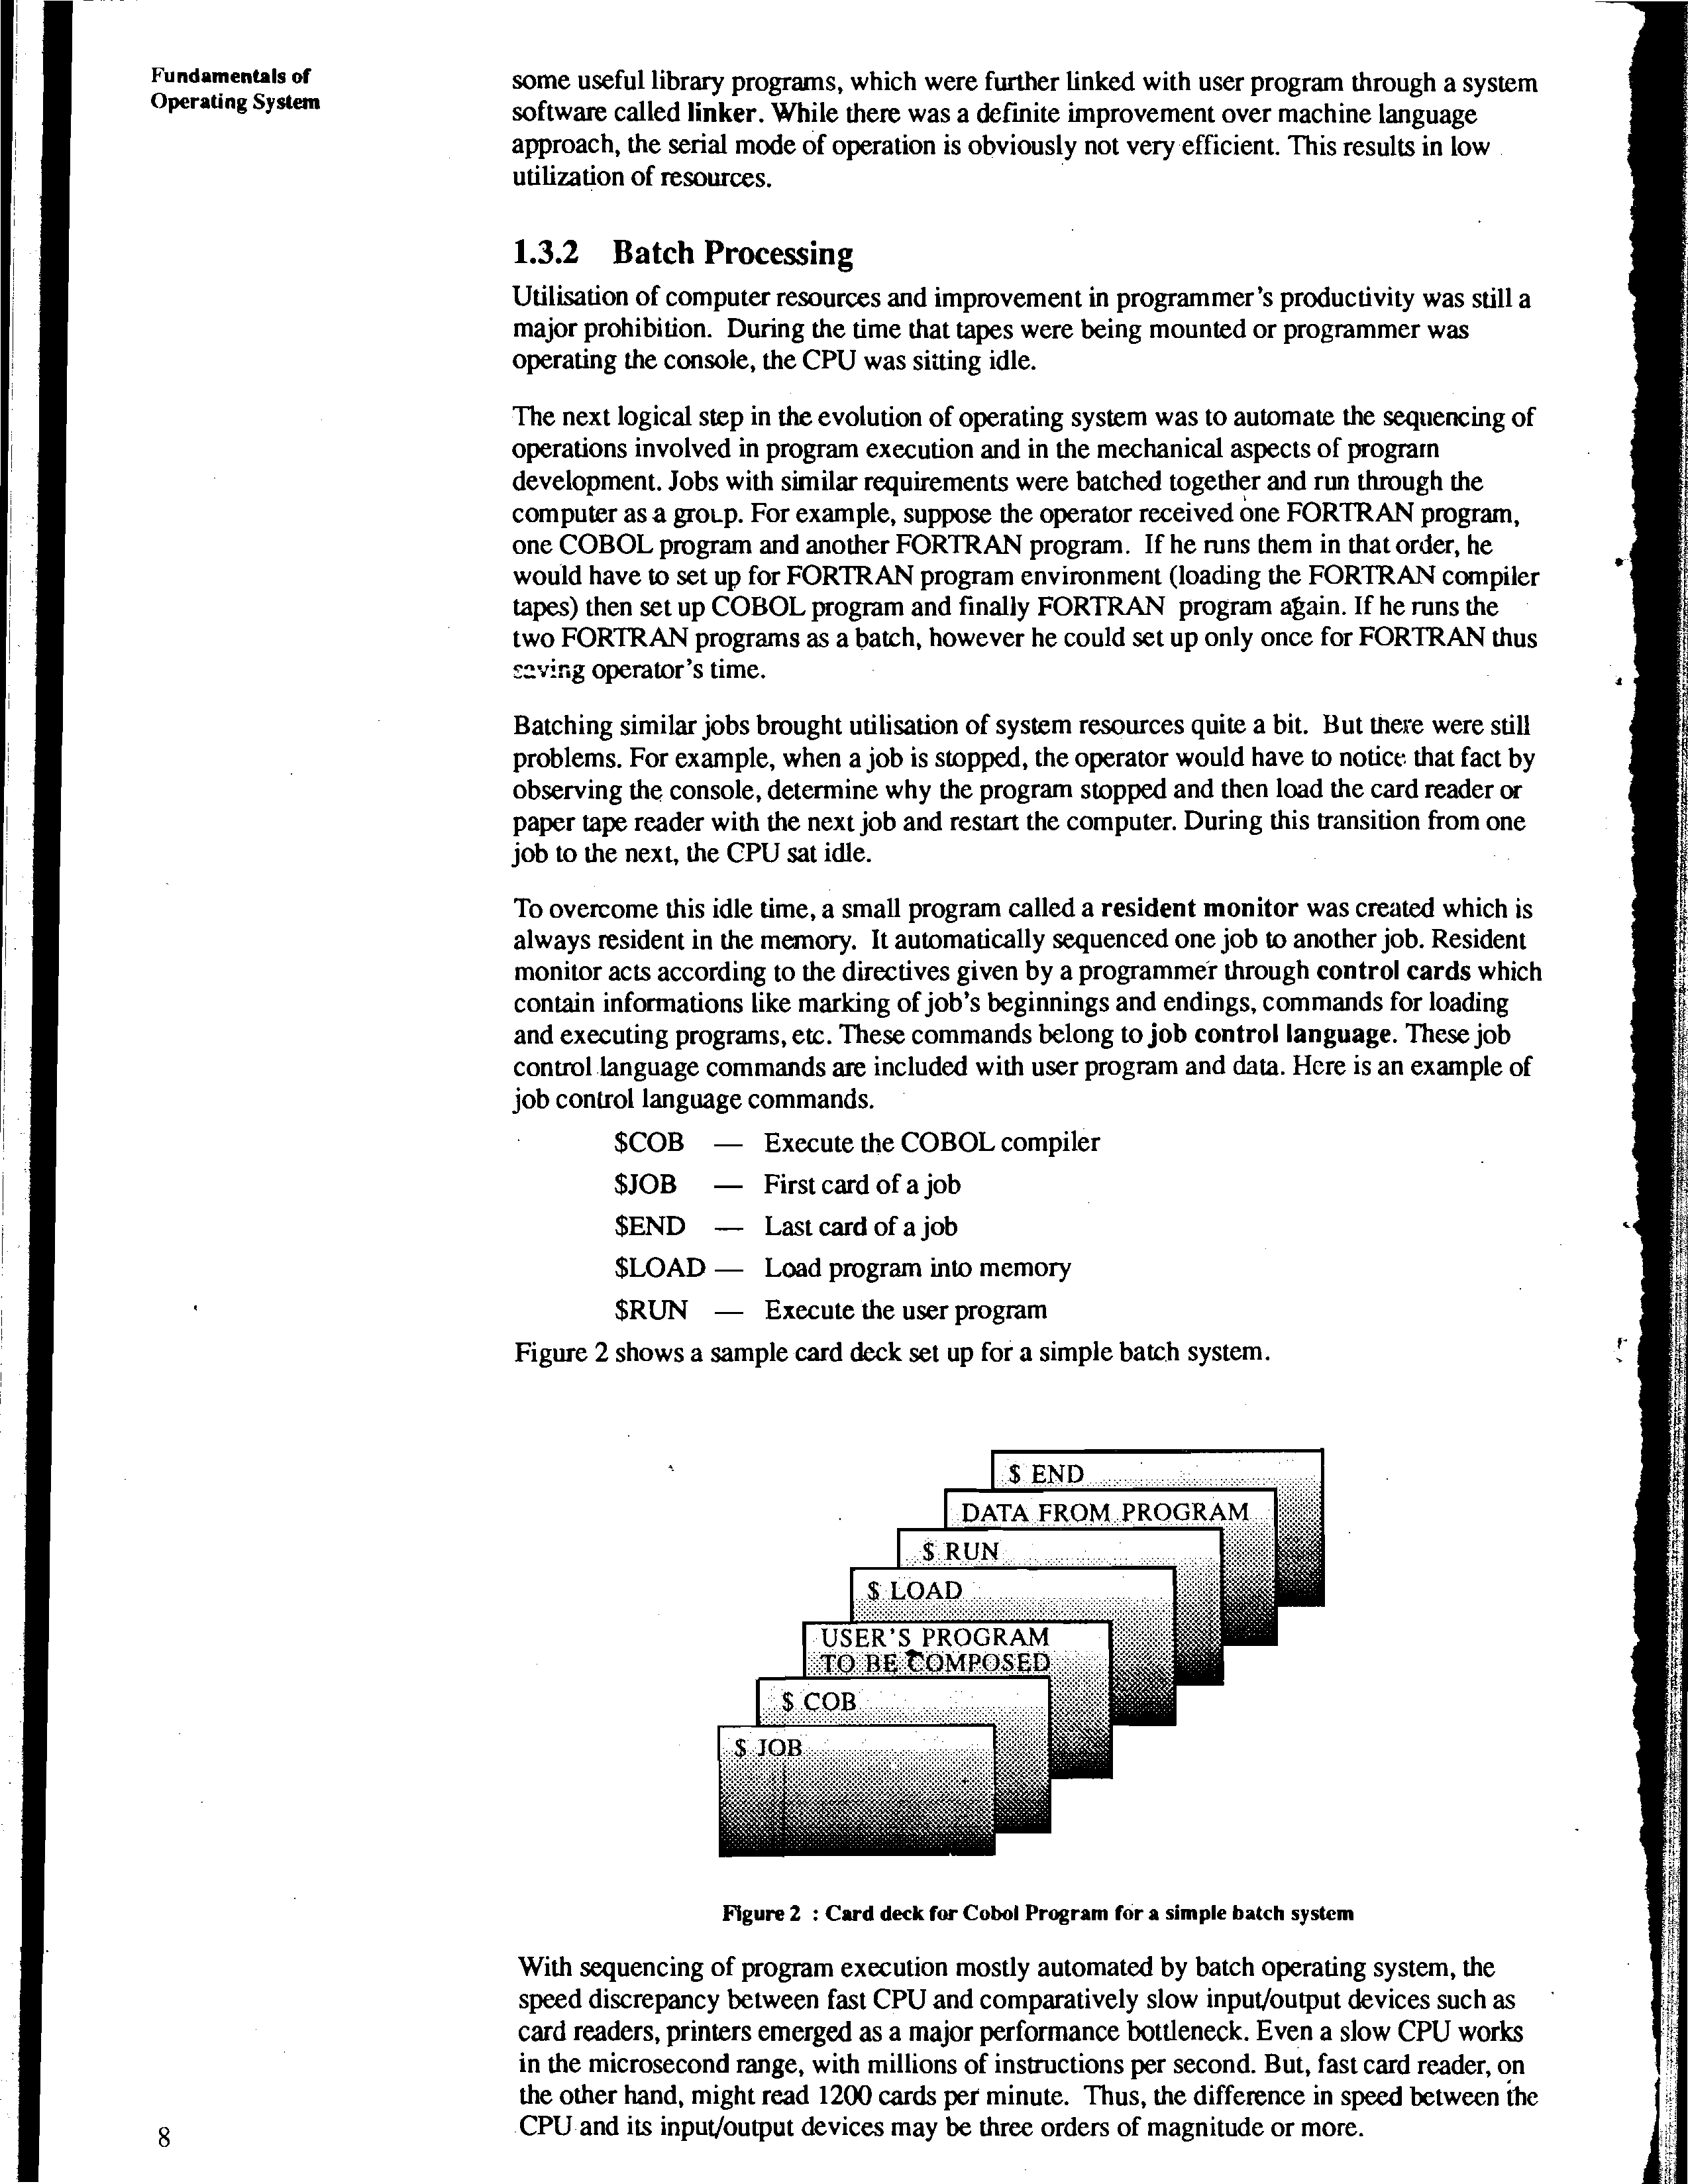 Fundamentals of
Operating System
some useful library programs, which were further linked with user program through a system
software called linker. While there was a definite improvement over machine language
approach, the serial mode of operation is obviously not very efficient. This results in low
utilization of resources.
1.3.2 Batch Processing
Utilisation of computer resources and improvement in programmer's productivity was still a
major prohibition. During the time that tapes were being mounted or programmer was
operating the console, the CPU was sitting idle.
The next logical step in the evolution of operating system was to automate the sequencing of
operations involved in program execution and in the mechanical aspects of program
development. Jobs with similar requirements were batched together and run through the
computer as a group. For example, suppose the operator received one FORTRAN program,
one COBOL program and another FORTRAN program. If he runs them in that order, he
would have to set up for FORTRAN program environment (loading the FORTRAN compiler
tapes) then set up COBOL program and finally FORTRAN program again. If he runs the
two FORTRAN programs as a batch, however he could set up only once for FORTRAN thus
saving operator's time.
Batching similar jobs brought utilisation of system resources quite a bit. But there were still
problems. For example, when a job is stopped, the operator would have to notice that fact by
observing the console, determine why the program stopped and then load the card reader or
paper tape reader with the next job and restart the computer. During this transition from one
job to the next, the CPU sat idle.
To overcome this idle time, a small program called a resident monitor was created which is
always resident in the memory. It automatically sequenced one job to another job. Resident
monitor acts according to the directives given by a programmer through control cards which
contain informations like marking of job's beginnings and endings, commands for loading
and executing programs, etc. These commands belong to job control language. These job
control language commands are included with user program and data. Here is an example of
job control language commands.
$COB — Execute the COBOL compiler
$JOB — First card of a job
$END — Last card of a job
$LOAD — Load program into memory
$RUN — Execute the user program
Figure 2 shows a sample card deck set up for a simple batch system.
$ END
DATA FROM PROGRAM
$ RUN
$ LOAD
USER'S PROGRAM
TO BE COMPOSED
$ COB
$ JOB
Figure 2 : Card deck for Cobol Program for a simple batch system
With sequencing of program execution mostly automated by batch operating system, the
speed discrepancy between fast CPU and comparatively slow input/output devices such as
card readers, printers emerged as a major performance bottleneck. Even a slow CPU works
in the microsecond range, with millions of instructions per second. But, fast card reader, on
the other hand, might read 1200 cards per minute. Thus, the difference in speed between the
CPU and its input/output devices may be three orders of magnitude or more.
8